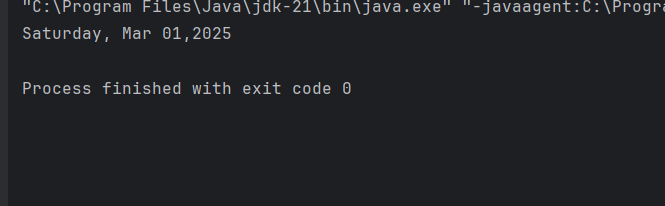 "C:\Program Files\Java\jdk-21\bin\java.exe" "-javaagent:C:\Progra
Saturday, Mar 01,2025
Process finished with exit code 0